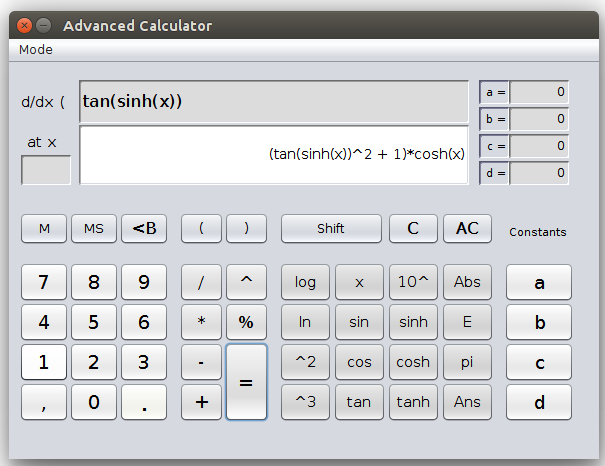 Advanced Calculator
Mode
d/dx ( tan(sinh(x)) a = 0
b = 0
at x (tan(sinh(x))^2 + 1)*cosh(x) c = 0
d = 0
M MS <B ( ) Shift C AC Constants
7 8 9 / ^ log x 10^ Abs a
4 5 6 * % ln sin sinh E b
1 2 3 - = ^2 cos cosh pi c
, 0 . + ^3 tan tanh Ans d